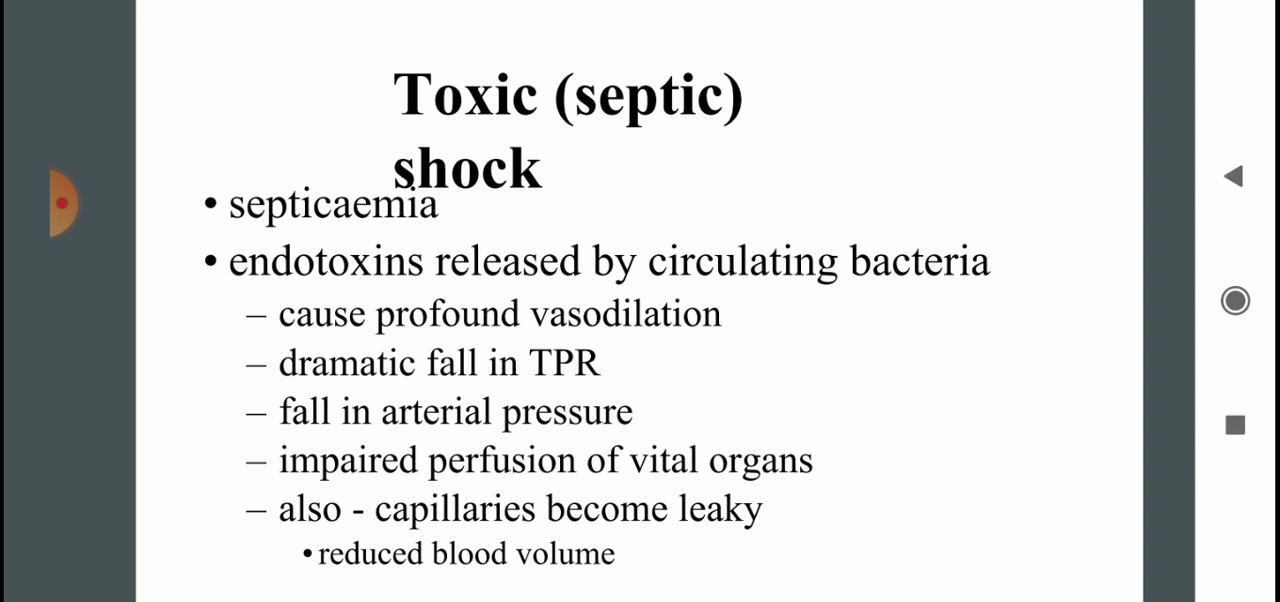 Toxic (septic)
shock
• septicaemia
• endotoxins released by circulating bacteria
– cause profound vasodilation
– dramatic fall in TPR
– fall in arterial pressure
– impaired perfusion of vital organs
– also - capillaries become leaky
• reduced blood volume